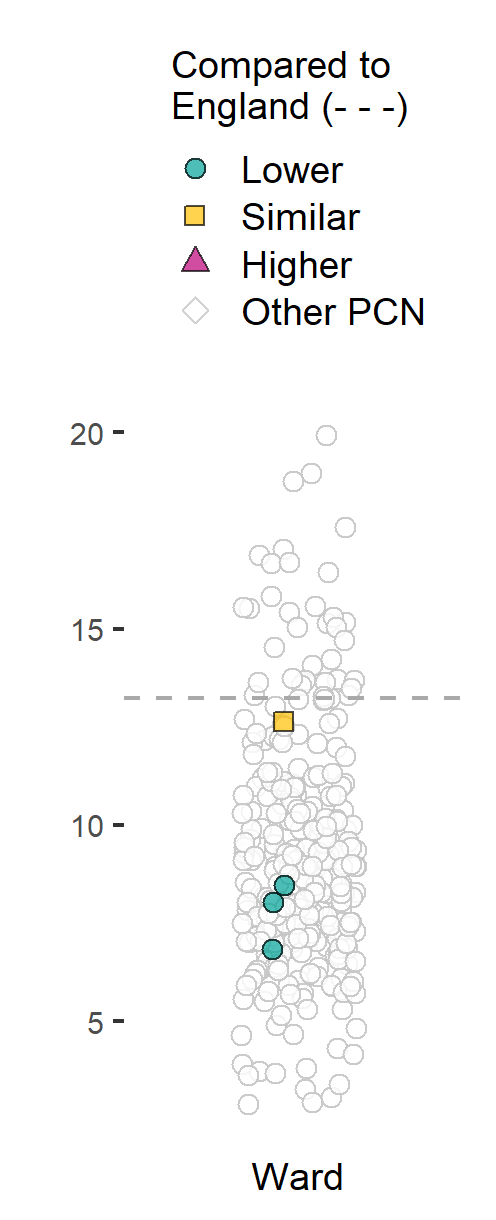 Compared to
England (- - -)
Lower
Similar
Higher
Other PCN
20
15
10
5
Ward